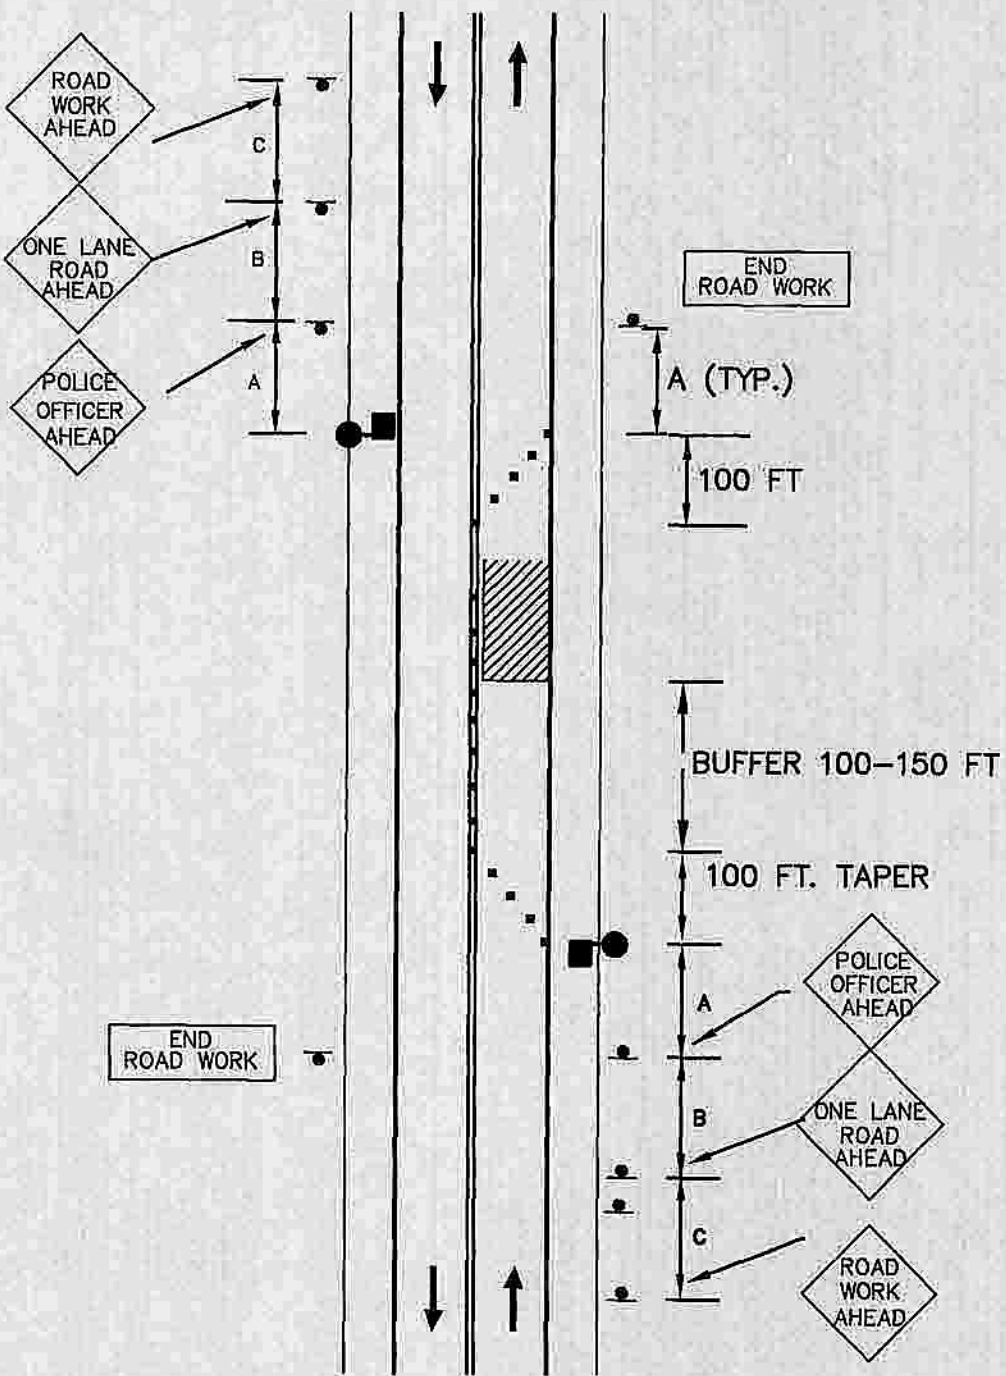 ROAD
WORK
AHEAD
C
ONE LANE
ROAD
AHEAD
B
END
ROAD WORK
POLICE
OFFICER
AHEAD
A
A (TYP.)
100 FT
BUFFER 100-150 FT
100 FT. TAPER
POLICE
OFFICER
AHEAD
A
END
ROAD WORK
B
ONE LANE
ROAD
AHEAD
C
ROAD
WORK
AHEAD